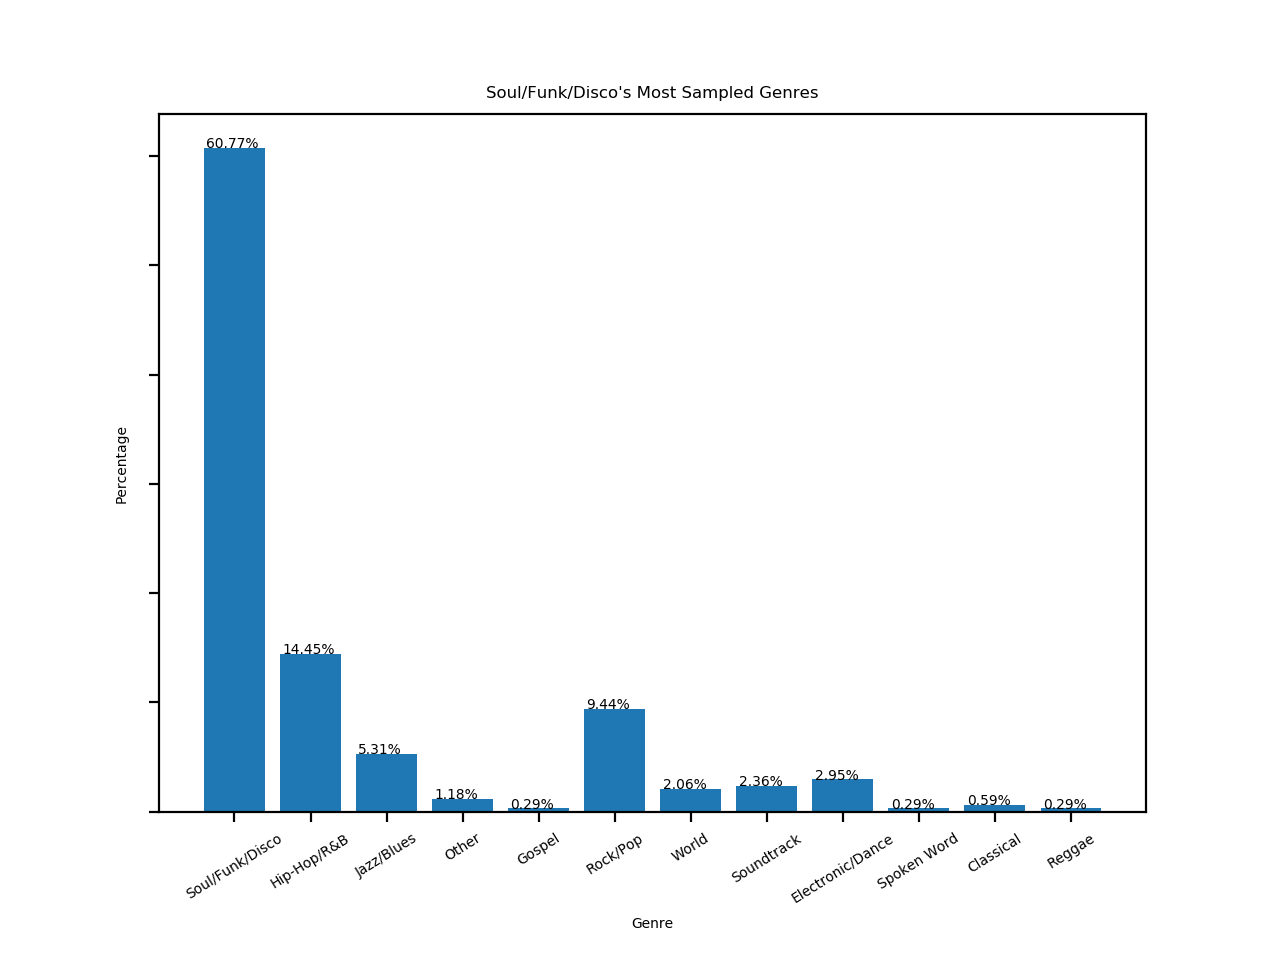 Soul/Funk/Disco's Most Sampled Genres
60.77%
14.45%
5.31%
1.18%
0.29%
9.44%
2.06%
2.36%
2.95%
0.29%
0.59%
0.29%
Percentage
Soul/Funk/Disco
Hip-Hop/R&B
Jazz/Blues
Other
Gospel
Rock/Pop
World
Soundtrack
Electronic/Dance
Spoken Word
Classical
Reggae
Genre